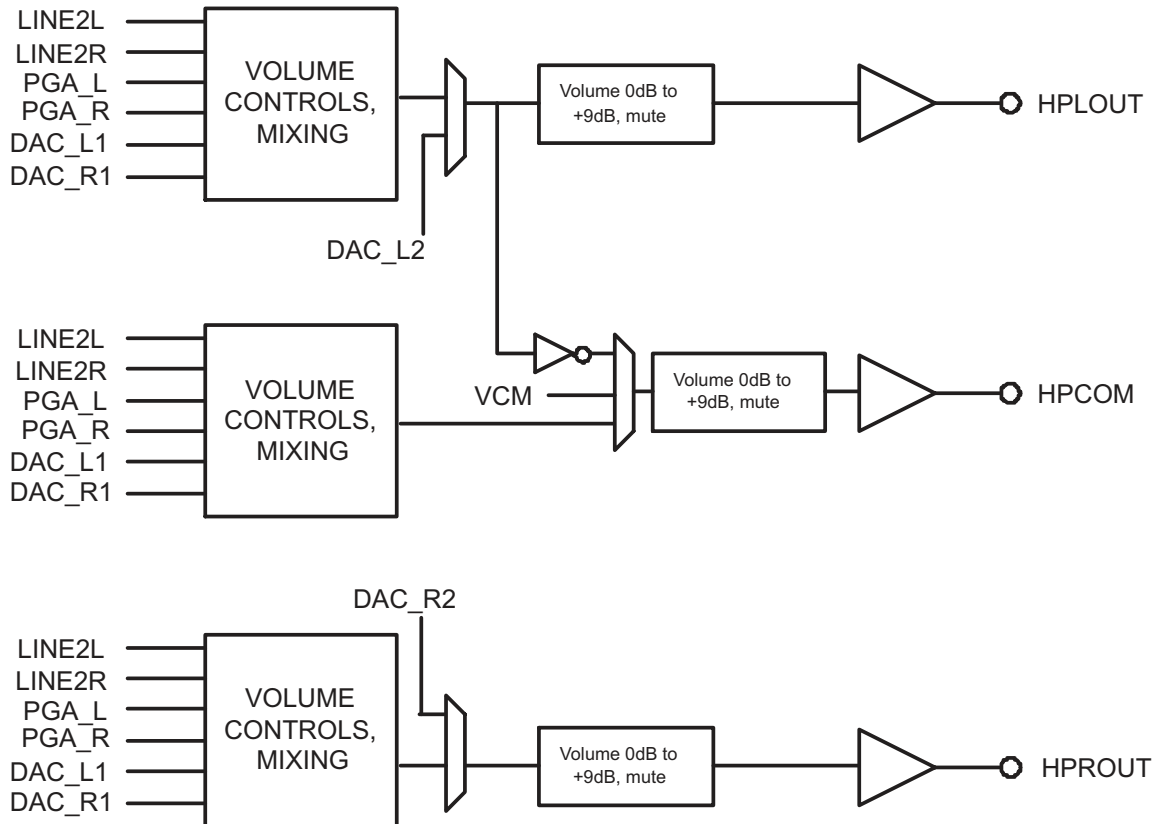 LINE2L
LINE2R
PGA_L
PGA_R
DAC_L1
DAC_R1
VOLUME
CONTROLS,
MIXING
DAC_L2
Volume 0dB to
+9dB, mute
HPLOUT
LINE2L
LINE2R
PGA_L
PGA_R
DAC_L1
DAC_R1
VOLUME
CONTROLS,
MIXING
VCM
Volume 0dB to
+9dB, mute
HPCOM
DAC_R2
LINE2L
LINE2R
PGA_L
PGA_R
DAC_L1
DAC_R1
VOLUME
CONTROLS,
MIXING
Volume 0dB to
+9dB, mute
HPROUT